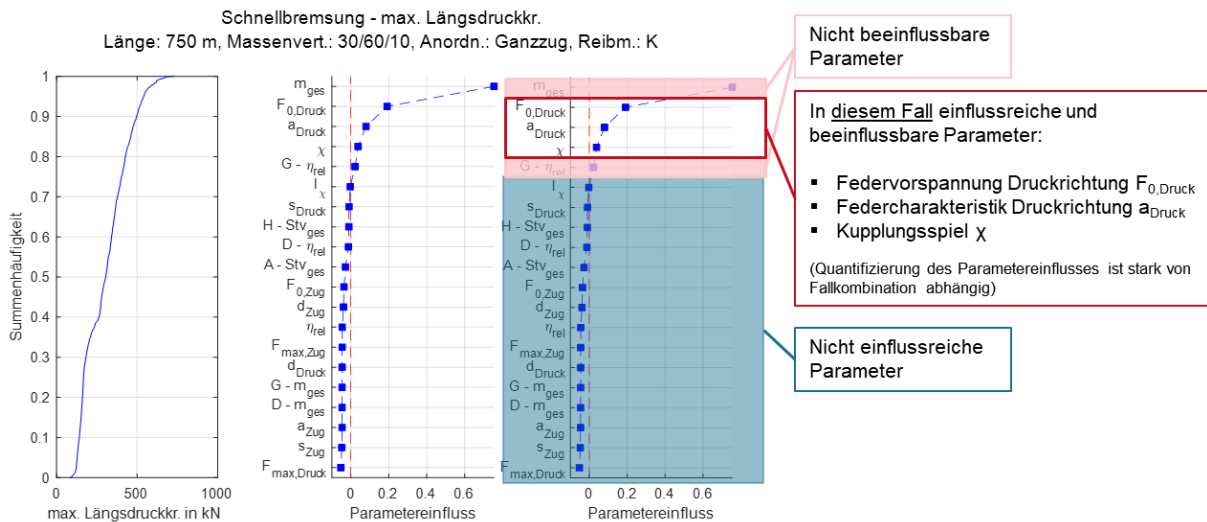 Schnellbremsung - max. Längsdruckkr.
Länge: 750 m, Massenvert.: 30/60/10, Anordn.: Ganzzug, Reibm.: K
Summenhäufigkeit
1
0.9
0.8
0.7
0.6
0.5
0.4
0.3
0.2
0.1
0
0 500 1000
max. Längsdruckkr. in kN
m_ges
F_0,Druck
a_Druck
χ
G - η_rel
I_χ
s_Druck
H - Stv_ges
D - η_rel
A - Stv_ges
F_0,Zug
d_Zug
η_rel
F_max,Zug
d_Druck
G - m_ges
D - m_ges
a_Zug
s_Zug
F_max,Druck
0 0.2 0.4 0.6
Parametereinfluss
m_ges
F_0,Druck
a_Druck
χ
G - η_rel
I_χ
s_Druck
H - Stv_ges
D - η_rel
A - Stv_ges
F_0,Zug
d_Zug
η_rel
F_max,Zug
d_Druck
G - m_ges
D - m_ges
a_Zug
s_Zug
F_max,Druck
0 0.2 0.4 0.6
Parametereinfluss
Nicht beeinflussbare
Parameter
In diesem Fall einflussreiche und
beeinflussbare Parameter:
▪ Federvorspannung Druckrichtung F_0,Druck
▪ Federcharakteristik Druckrichtung a_Druck
▪ Kupplungsspiel χ
(Quantifizierung des Parametereinflusses ist stark von
Fallkombination abhängig)
Nicht einflussreiche
Parameter